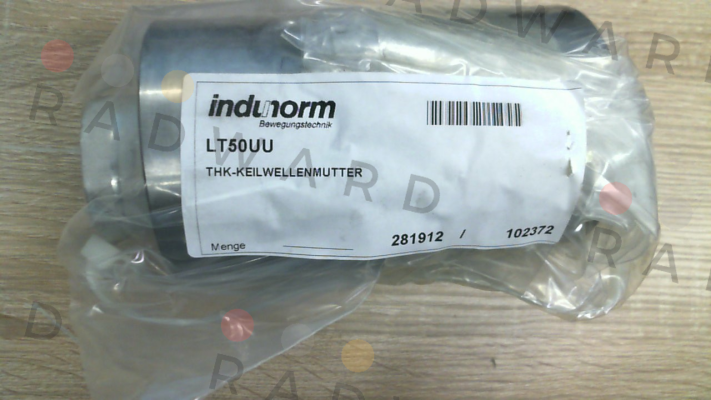 indunorm
Bewegungstechnik
LT50UU
THK-KEILWELLENMUTTER
Menge
281912 / 102372
RADWARD